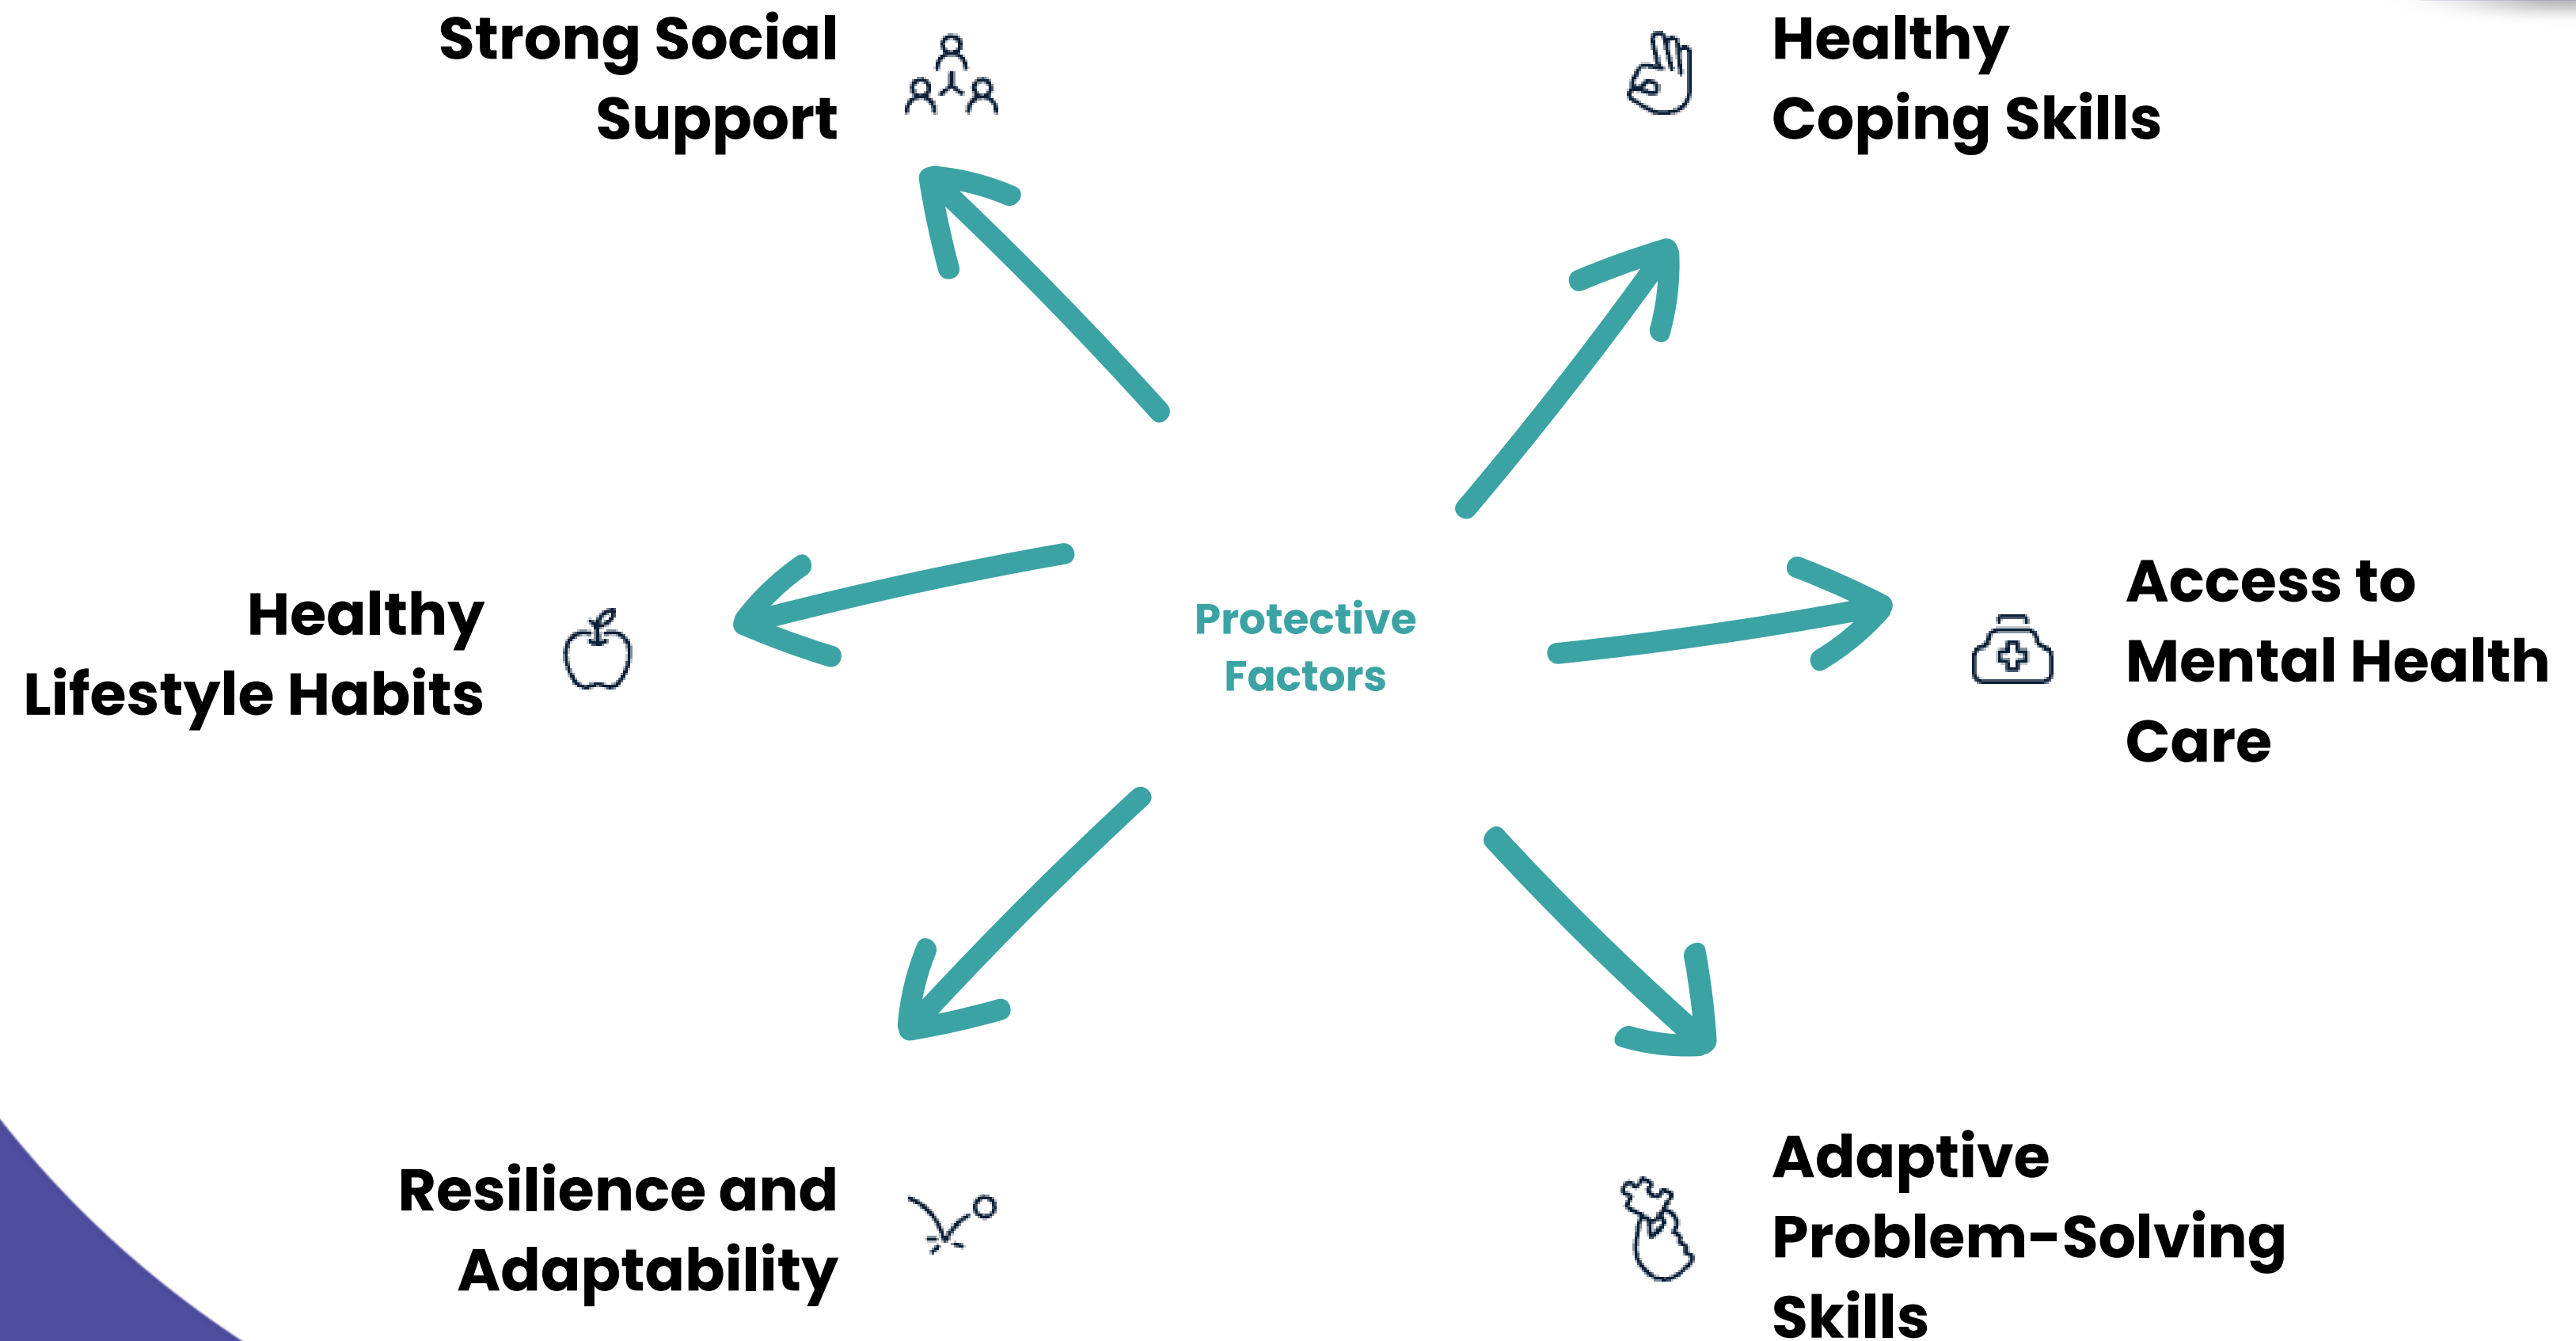 Strong Social
Support
Healthy
Coping Skills
Healthy
Lifestyle Habits
Protective
Factors
Access to
Mental Health
Care
Resilience and
Adaptability
Adaptive
Problem-Solving
Skills